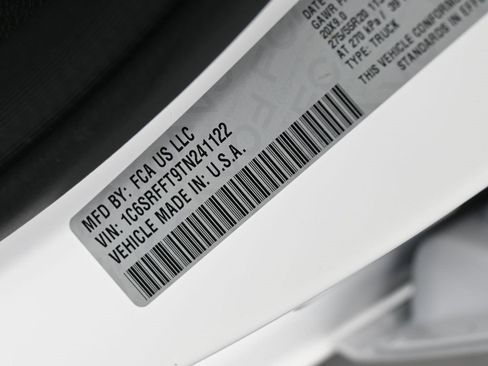 MFD BY: FCA US LLC
VIN: 1C6SRFFT9TN241122
VEHICLE MADE IN: U.S.A.
DATE
GAWR
20X9.0
275/55R20
AT 270 kPa / 39
TYPE: TRUCK
THIS VEHICLE CONFORMS
STANDARDS IN EFFECT